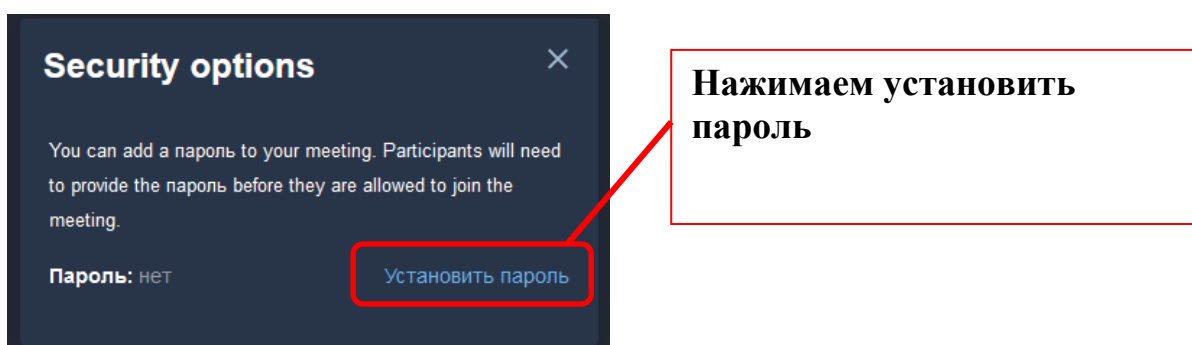 Security options
You can add a пароль to your meeting. Participants will need
to provide the пароль before they are allowed to join the
meeting.
Пароль: нет
Установить пароль
Нажимаем установить
пароль